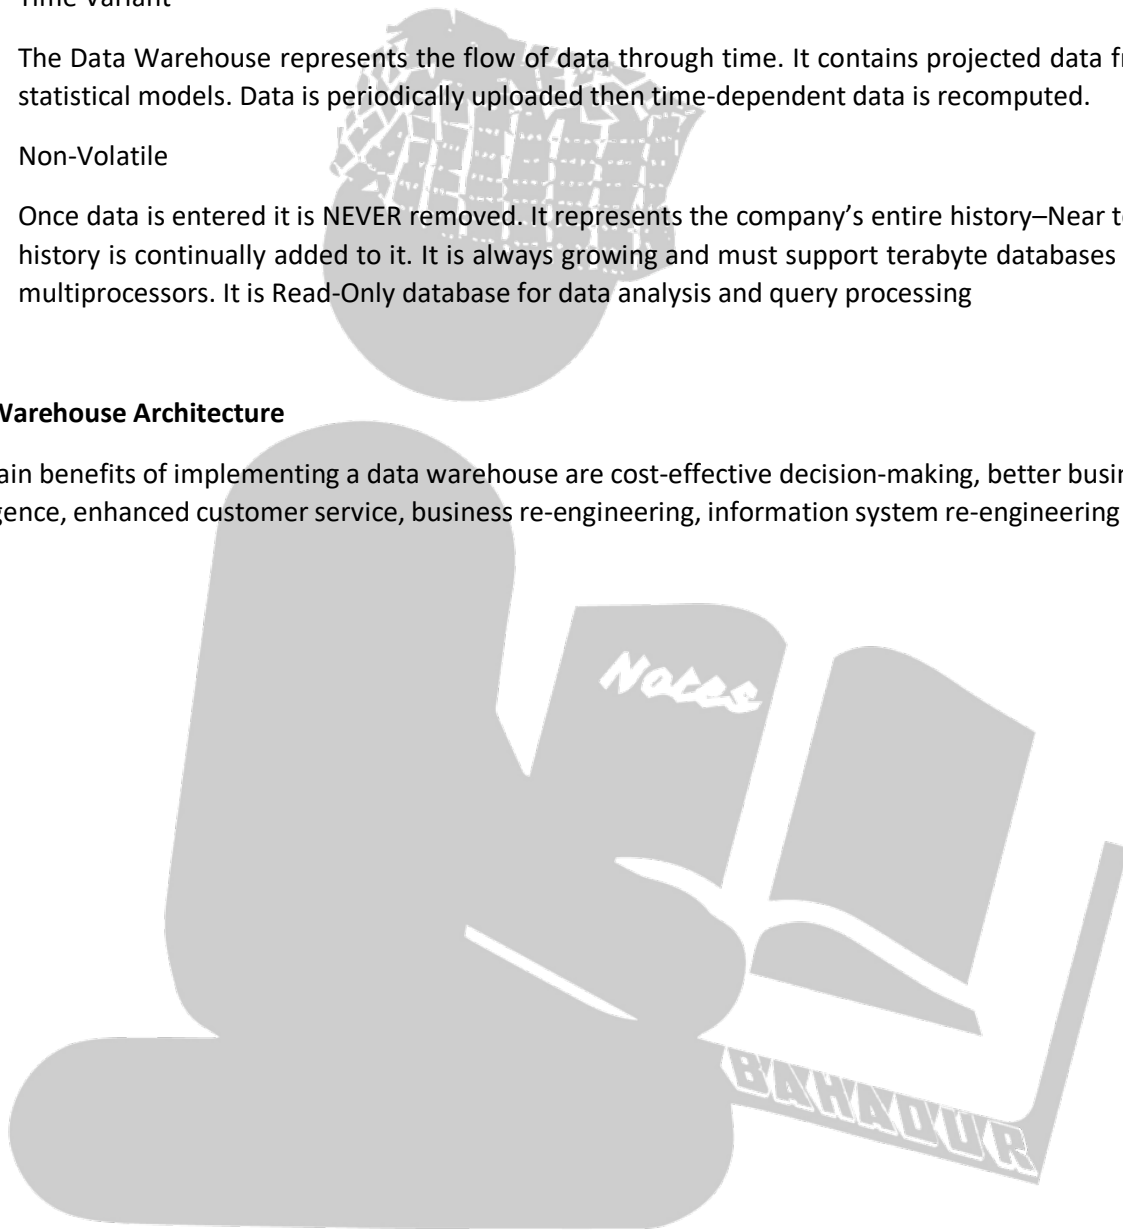 Time Variant
The Data Warehouse represents the flow of data through time. It contains projected data
statistical models. Data is periodically uploaded then time-dependent data is recomputed.
Non-Volatile
Once data is entered it is NEVER removed. It represents the company’s entire history–Near
history is continually added to it. It is always growing and must support terabyte databases
multiprocessors. It is Read-Only database for data analysis and query processing
Warehouse Architecture
benefits of implementing a data warehouse are cost-effective decision-making, better
enhanced customer service, business re-engineering, information system re-engineering
Notes
BAHADUR